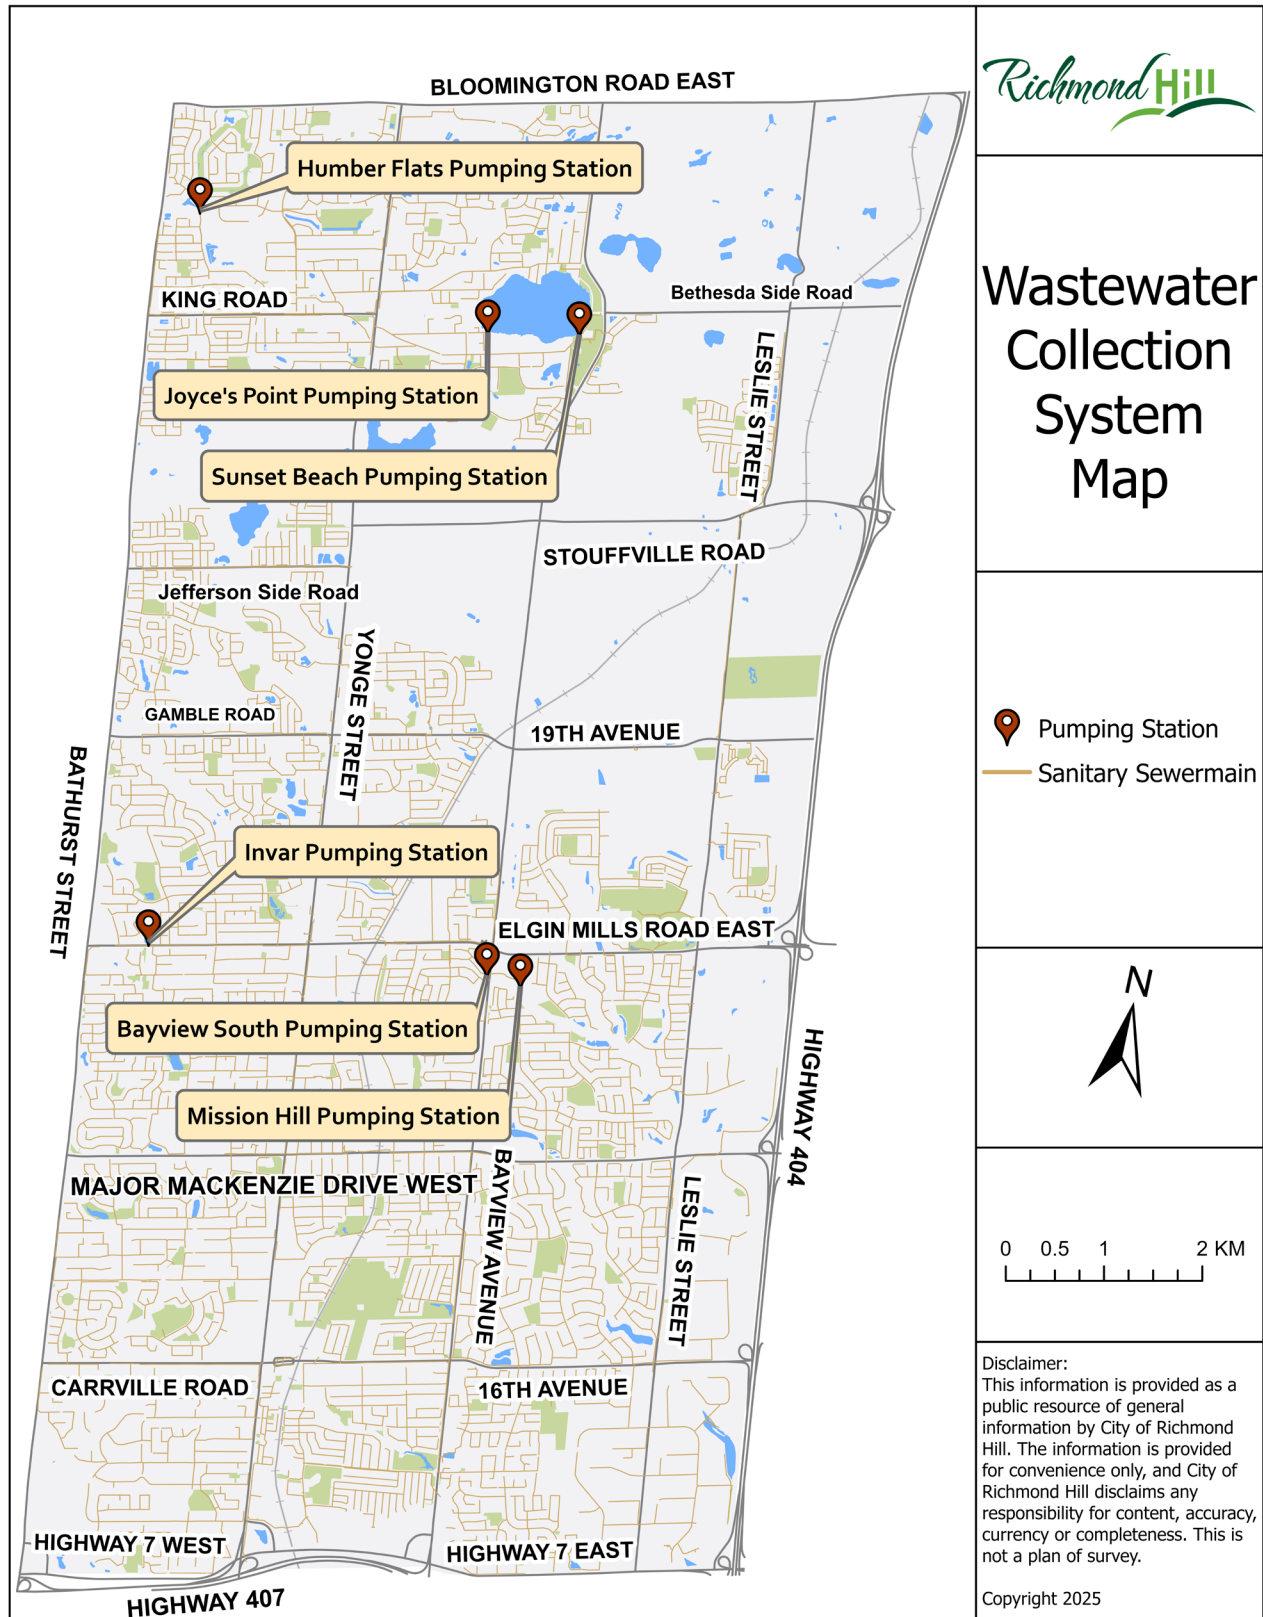 BLOOMINGTON ROAD EAST
Humber Flats Pumping Station
KING ROAD
Bethesda Side Road
LESLIE STREET
Joyce's Point Pumping Station
Sunset Beach Pumping Station
STOUFFVILLE ROAD
Jefferson Side Road
YONGE STREET
GAMBLE ROAD
19TH AVENUE
BATHURST STREET
Invar Pumping Station
ELGIN MILLS ROAD EAST
Bayview South Pumping Station
HIGHWAY 404
Mission Hill Pumping Station
MAJOR MACKENZIE DRIVE WEST
BAYVIEW AVENUE
LESLIE STREET
CARRVILLE ROAD
16TH AVENUE
HIGHWAY 7 WEST
HIGHWAY 7 EAST
HIGHWAY 407
Richmond Hill
Wastewater
Collection
System
Map
Pumping Station
Sanitary Sewermain
N
0 0.5 1 2 KM
Disclaimer:
This information is provided as a
public resource of general
information by City of Richmond
Hill. The information is provided
for convenience only, and City of
Richmond Hill disclaims any
responsibility for content, accuracy,
currency or completeness. This is
not a plan of survey.
Copyright 2025